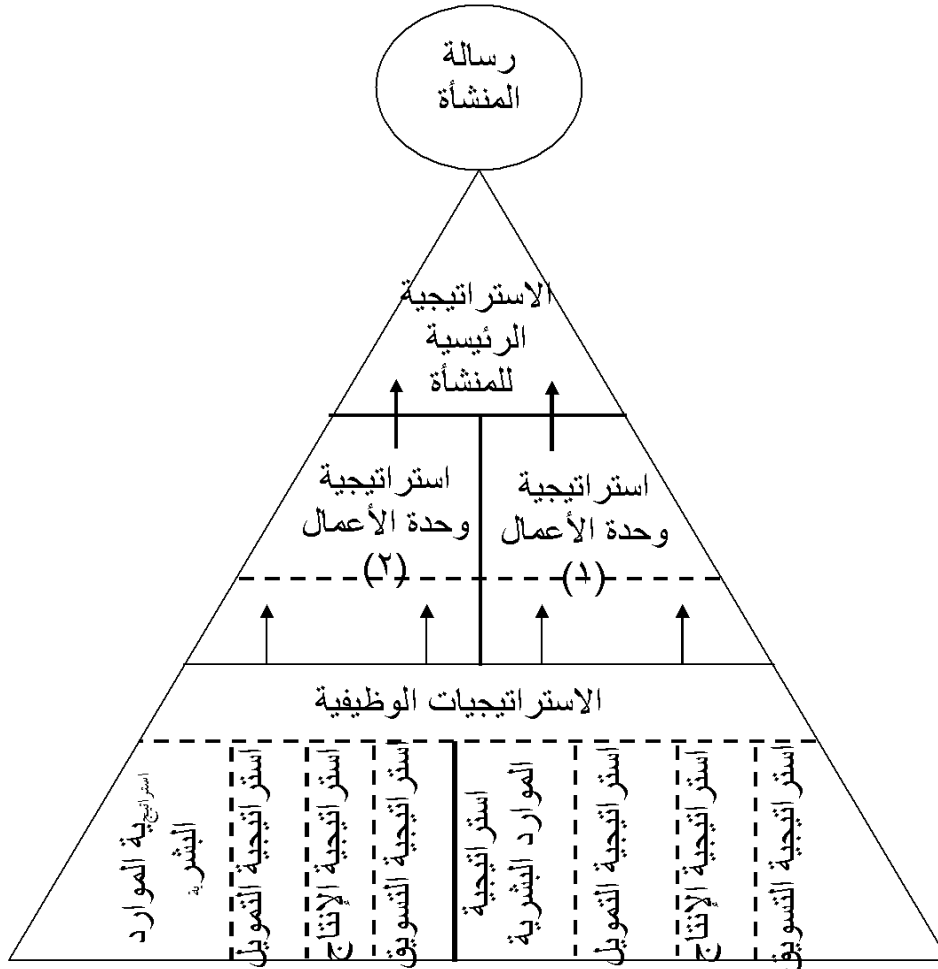 رسالة
المنشأة
الاستراتيجية
الرئيسية
للمنشأة
استراتيجية
وحدة الأعمال
(١)
استراتيجية
وحدة الأعمال
(٢)
الاستراتيجيات الوظيفية
استراتيجية التسويق
استراتيجية الإنتاج
استراتيجية التمويل
استراتيجية
الموارد البشرية
استراتيجية التسويق
استراتيجية الإنتاج
استراتيجية التمويل
استراتيجية الموارد
البشرية